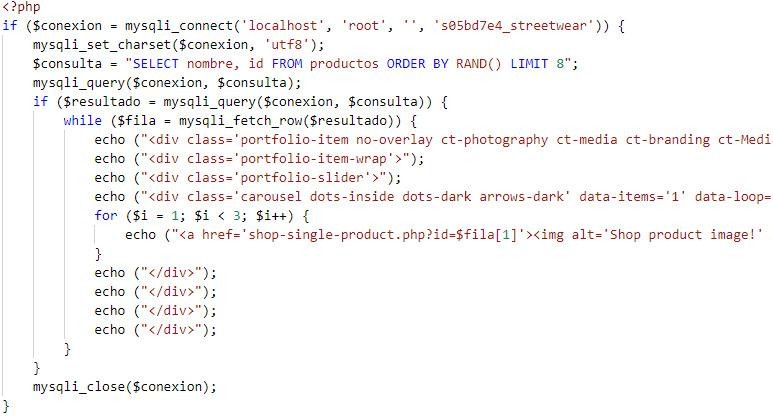 <?php
if ($conexion = mysqli_connect('localhost', 'root', '', 's05bd7e4_streetwear')) {
    mysqli_set_charset($conexion, 'utf8');
    $consulta = "SELECT nombre, id FROM productos ORDER BY RAND() LIMIT 8";
    mysqli_query($conexion, $consulta);
    if ($resultado = mysqli_query($conexion, $consulta)) {
        while ($fila = mysqli_fetch_row($resultado)) {
            echo ("<div class='portfolio-item no-overlay ct-photography ct-media ct-branding ct-Medi
            echo ("<div class='portfolio-item-wrap'>");
            echo ("<div class='portfolio-slider'>");
            echo ("<div class='carousel dots-inside dots-dark arrows-dark' data-items='1' data-loop=
            for ($i = 1; $i < 3; $i++) {
                echo ("<a href='shop-single-product.php?id=$fila[1]'><img alt='Shop product image!'
            }
            echo ("</div>");
            echo ("</div>");
            echo ("</div>");
            echo ("</div>");
        }
    }
    mysqli_close($conexion);
}